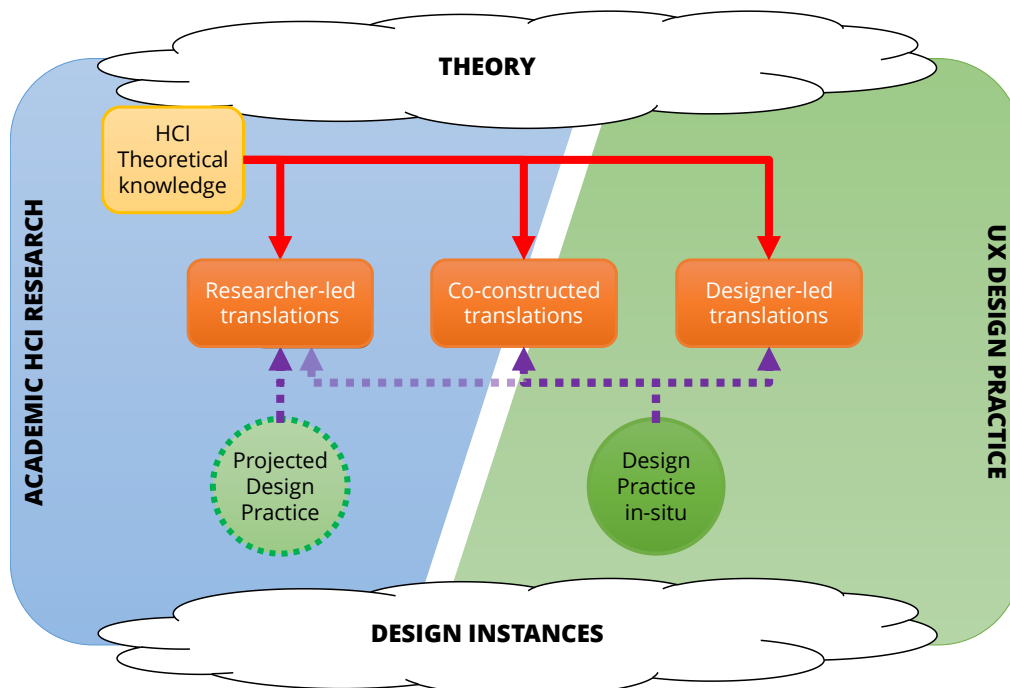 THEORY
HCI
Theoretical
knowledge
ACADEMIC HCI RESEARCH
UX DESIGN PRACTICE
Researcher-led
translations
Co-constructed
translations
Designer-led
translations
Projected
Design
Practice
Design
Practice
in-situ
DESIGN INSTANCES